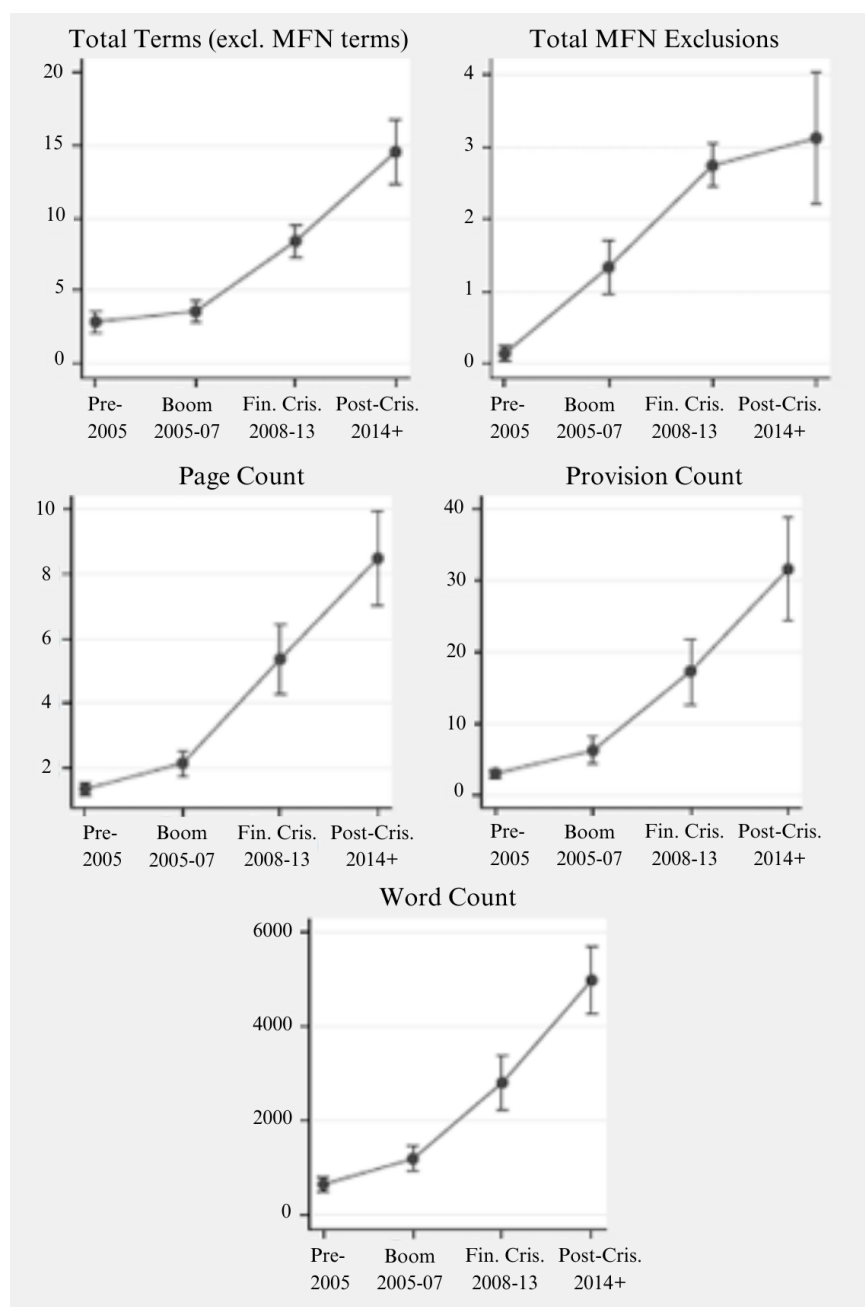 Total Terms (excl. MFN terms)
20
15
10
5
0
Pre-
2005
Boom
2005-07
Fin. Cris.
2008-13
Post-Cris.
2014+
Total MFN Exclusions
4
3
2
1
0
Pre-
2005
Boom
2005-07
Fin. Cris.
2008-13
Post-Cris.
2014+
Page Count
10
8
6
4
2
Pre-
2005
Boom
2005-07
Fin. Cris.
2008-13
Post-Cris.
2014+
Provision Count
40
30
20
10
0
Pre-
2005
Boom
2005-07
Fin. Cris.
2008-13
Post-Cris.
2014+
Word Count
6000
4000
2000
0
Pre-
2005
Boom
2005-07
Fin. Cris.
2008-13
Post-Cris.
2014+